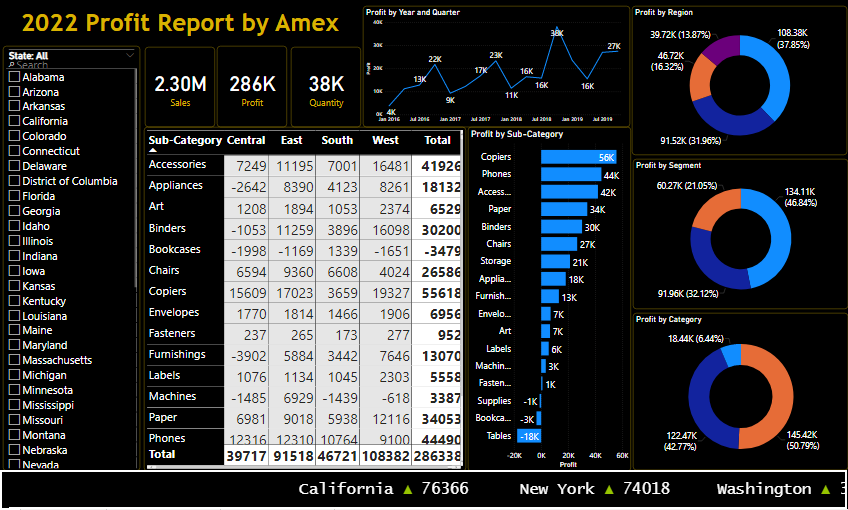 2022 Profit Report by Amex
State: All
Search
Alabama
Arizona
Arkansas
California
Colorado
Connecticut
Delaware
District of Columbia
Florida
Georgia
Idaho
Illinois
Indiana
Iowa
Kansas
Kentucky
Louisiana
Maine
Maryland
Massachusetts
Michigan
Minnesota
Mississippi
Missouri
Montana
Nebraska
Nevada
2.30M
Sales
286K
Profit
38K
Quantity
Profit by Year and Quarter
40K
30K
20K
10K
0K
Profit
4K
13K
22K
9K
17K
23K
11K
16K
16K
38K
16K
27K
Jan 2016 Jul 2016 Jan 2017 Jul 2017 Jan 2018 Jul 2018 Jan 2019 Jul 2019
Sub-Category Central East South West Total
Accessories 7249 11195 7001 16481 41926
Appliances -2642 8390 4123 8261 18132
Art 1208 1894 1053 2374 6529
Binders -1053 11259 3896 16098 30200
Bookcases -1998 -1169 1339 -1651 -3479
Chairs 6594 9360 6608 4024 26586
Copiers 15609 17023 3659 19327 55618
Envelopes 1770 1814 1466 1906 6956
Fasteners 237 265 173 277 952
Furnishings -3902 5884 3442 7646 13070
Labels 1076 1134 1045 2303 5558
Machines -1485 6929 -1439 -618 3387
Paper 6981 9018 5938 12116 34053
Phones 12316 12310 10764 9100 44490
Total 39717 91518 46721 108382 286338
Profit by Sub-Category
Copiers 56K
Phones 44K
Access... 42K
Paper 34K
Binders 30K
Chairs 27K
Storage 21K
Applia... 18K
Furnish... 13K
Envelo... 7K
Art 7K
Labels 6K
Machin... 3K
Fasten... 1K
Supplies -1K
Bookca... -3K
Tables -18K
-20K 0K 20K 40K 60K
Profit
Profit by Region
39.72K (13.87%)
108.38K
(37.85%)
46.72K
(16.32%)
91.52K (31.96%)
Profit by Segment
60.27K (21.05%)
134.11K
(46.84%)
91.96K (32.12%)
Profit by Category
18.44K (6.44%)
122.47K
(42.77%)
145.42K
(50.79%)
California ▲ 76366 New York ▲ 74018 Washington ▲